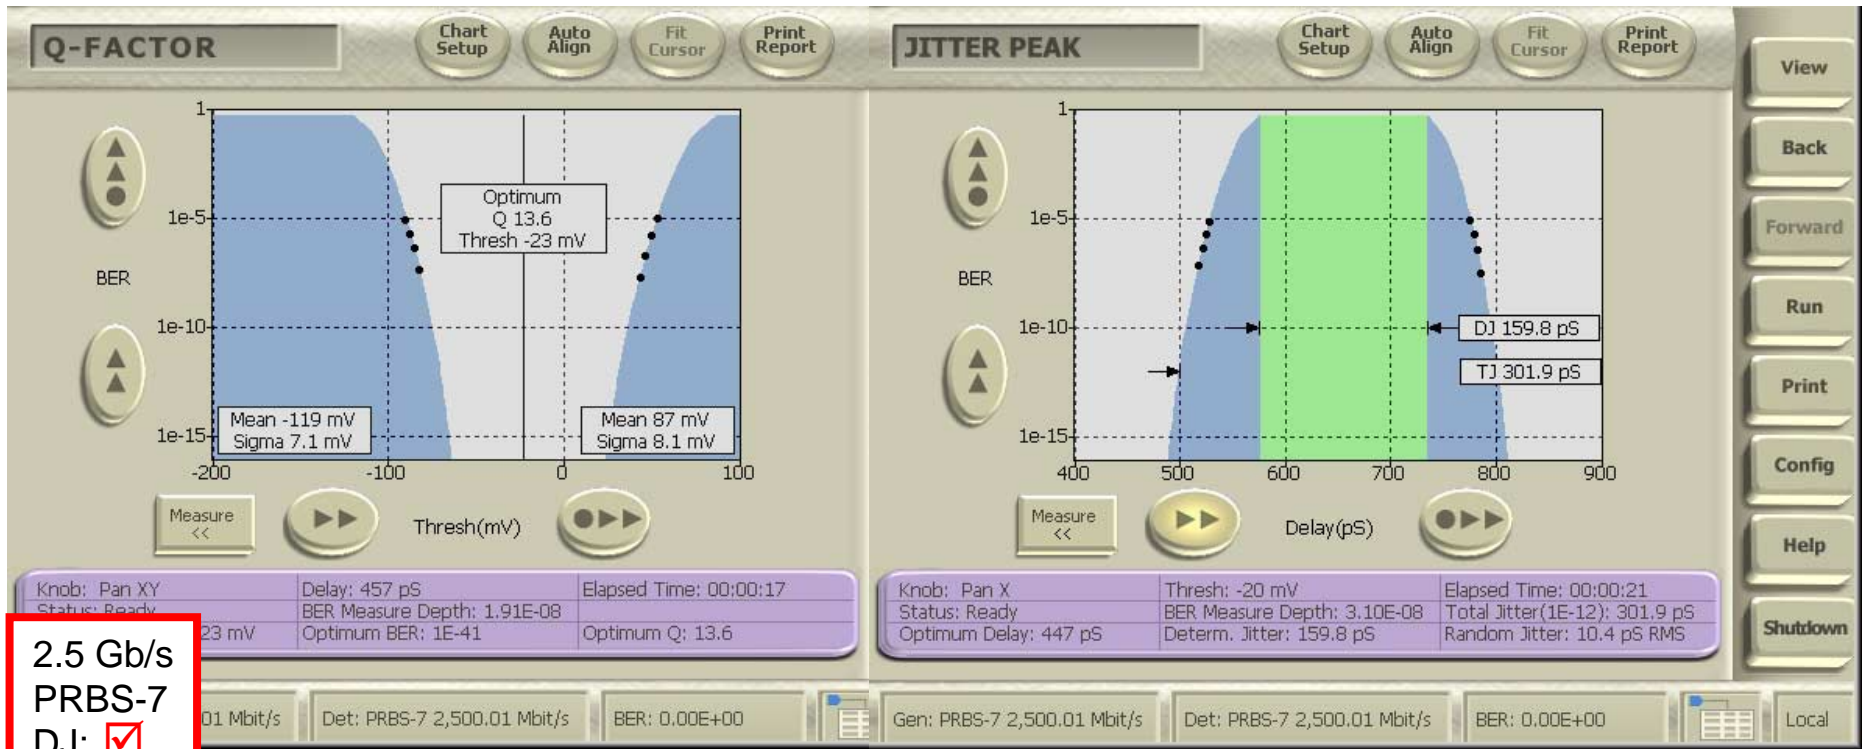 Q-FACTOR
Chart Setup
Auto Align
Fit Cursor
Print Report
1
1e-5
BER
1e-10
1e-15
Optimum
Q 13.6
Thresh -23 mV
Mean -119 mV
Sigma 7.1 mV
Mean 87 mV
Sigma 8.1 mV
-200 -100 0 100
Measure
<<
Thresh(mV)
Knob: Pan XY Delay: 457 pS Elapsed Time: 00:00:17
Status: Ready BER Measure Depth: 1.91E-08
23 mV Optimum BER: 1E-41 Optimum Q: 13.6
2.5 Gb/s
PRBS-7
DJ: ☑
01 Mbit/s Det: PRBS-7 2,500.01 Mbit/s BER: 0.00E+00
JITTER PEAK
Chart Setup
Auto Align
Fit Cursor
Print Report
1
1e-5
BER
1e-10
1e-15
DJ 159.8 pS
TJ 301.9 pS
400 500 600 700 800 900
Measure
<<
Delay(pS)
Knob: Pan X Thresh: -20 mV Elapsed Time: 00:00:21
Status: Ready BER Measure Depth: 3.10E-08 Total Jitter(1E-12): 301.9 pS
Optimum Delay: 447 pS Determ. Jitter: 159.8 pS Random Jitter: 10.4 pS RMS
Gen: PRBS-7 2,500.01 Mbit/s Det: PRBS-7 2,500.01 Mbit/s BER: 0.00E+00 Local
View
Back
Forward
Run
Print
Config
Help
Shutdown